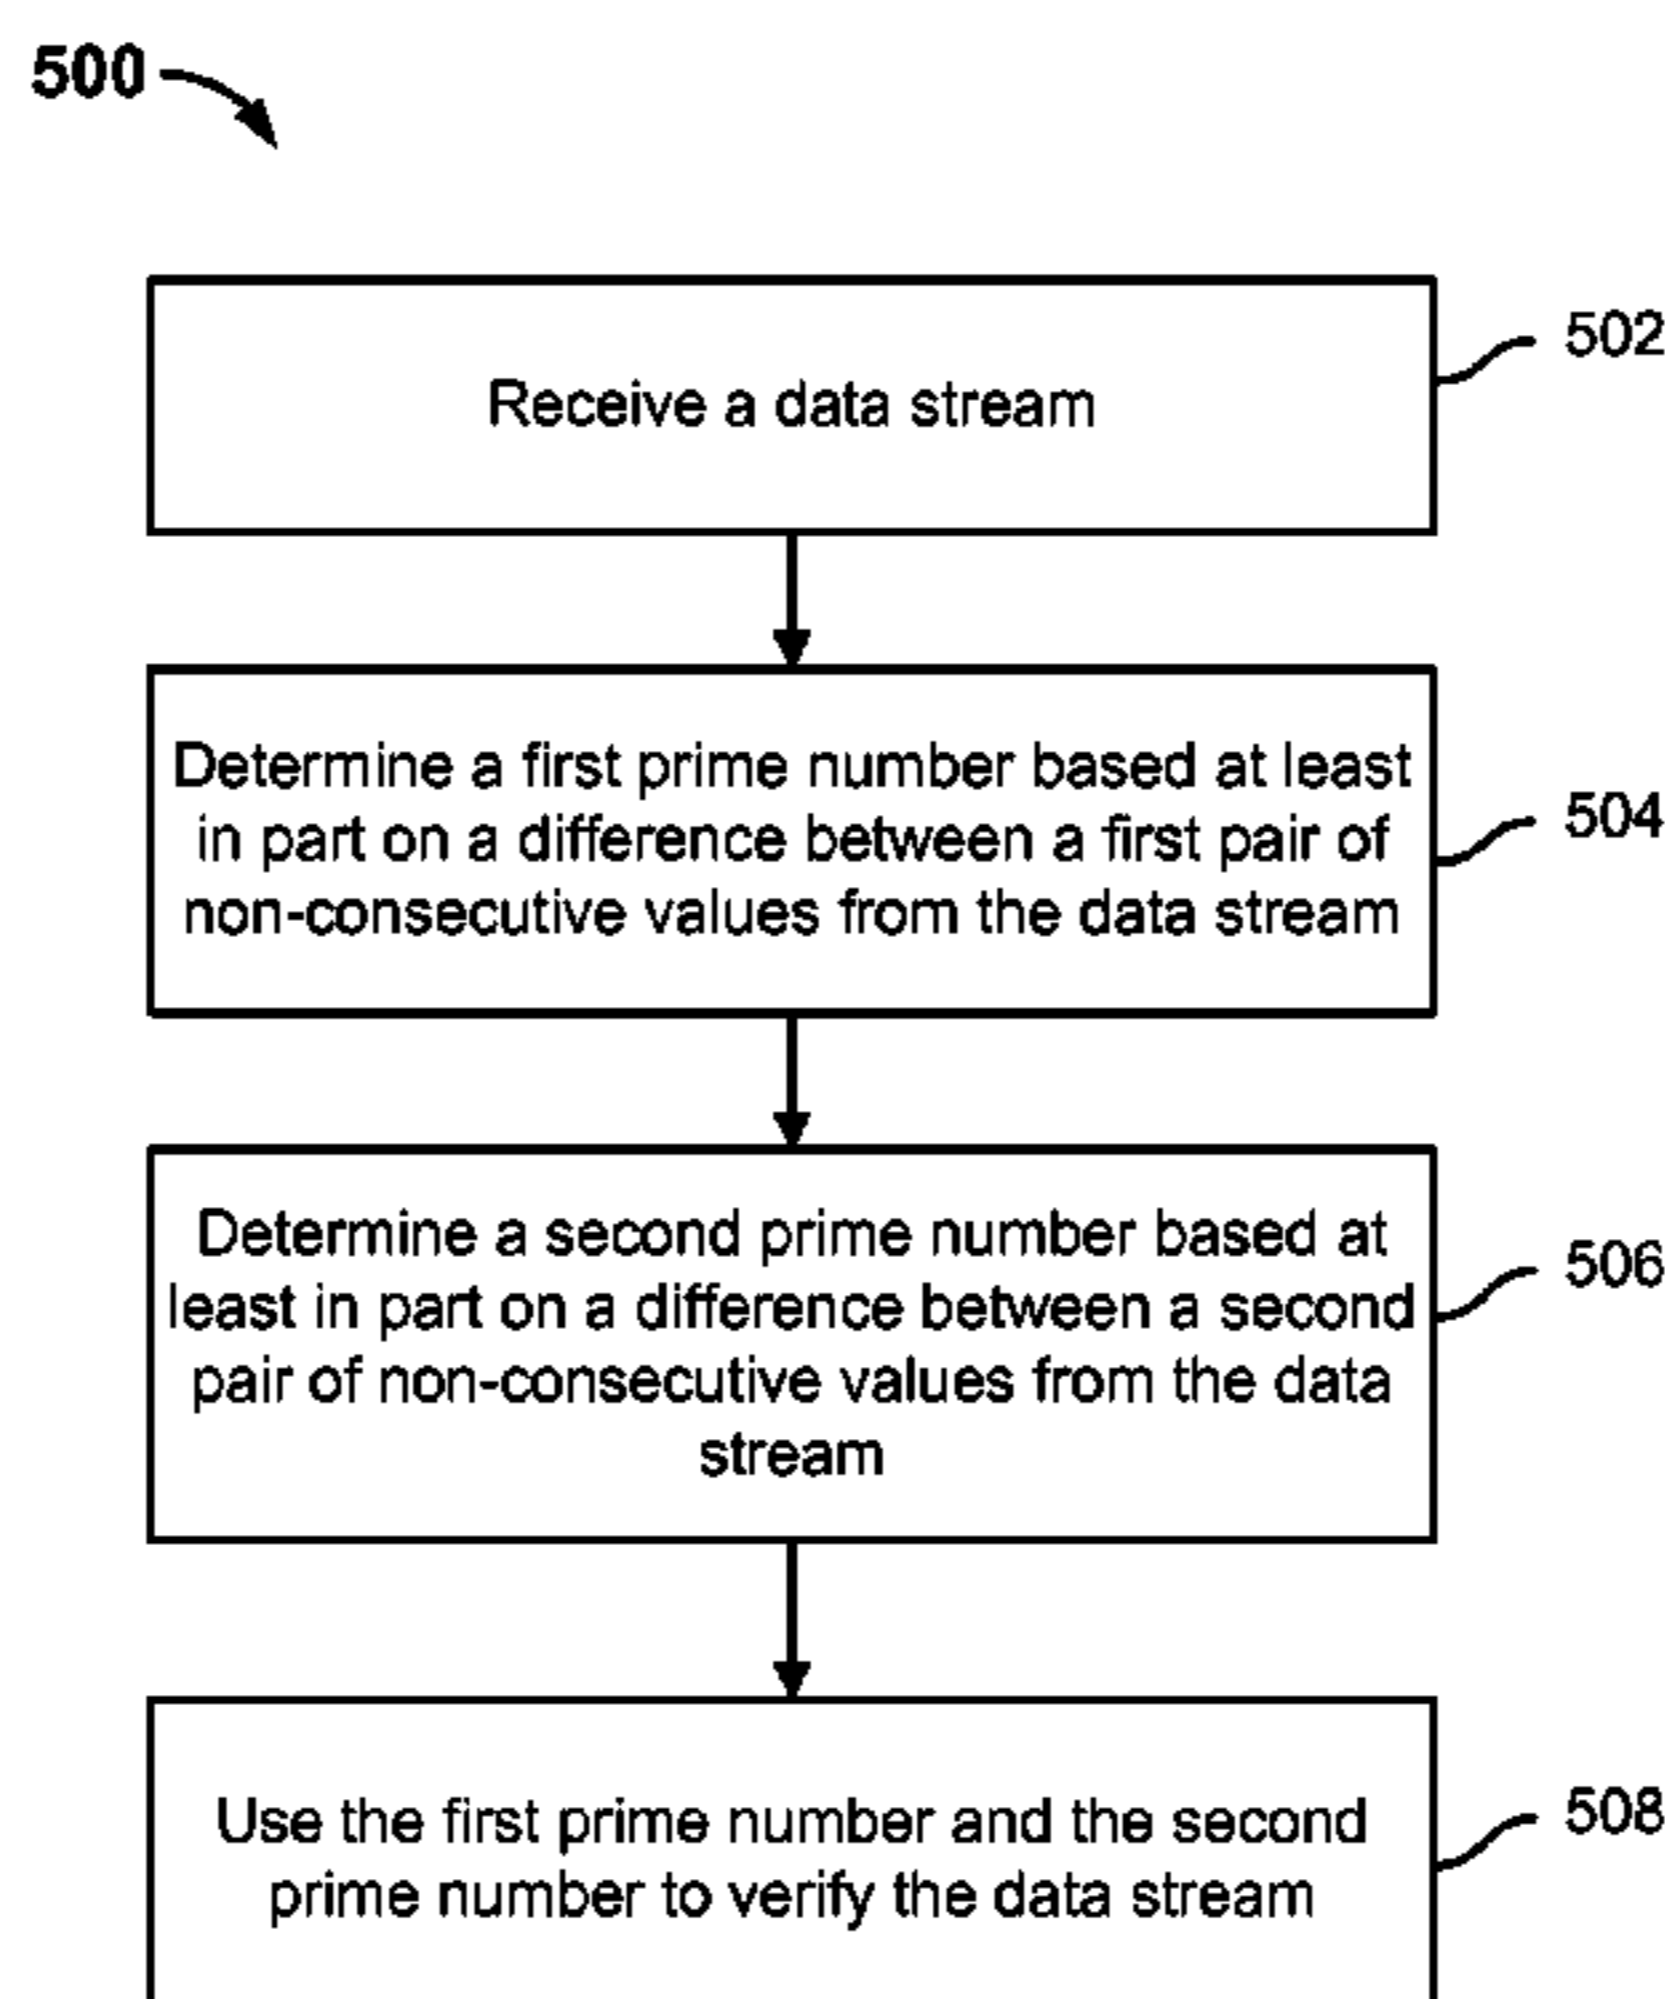 500
Receive a data stream
502
Determine a first prime number based at least
in part on a difference between a first pair of
non-consecutive values from the data stream
504
Determine a second prime number based at
least in part on a difference between a second
pair of non-consecutive values from the data
stream
506
Use the first prime number and the second
prime number to verify the data stream
508